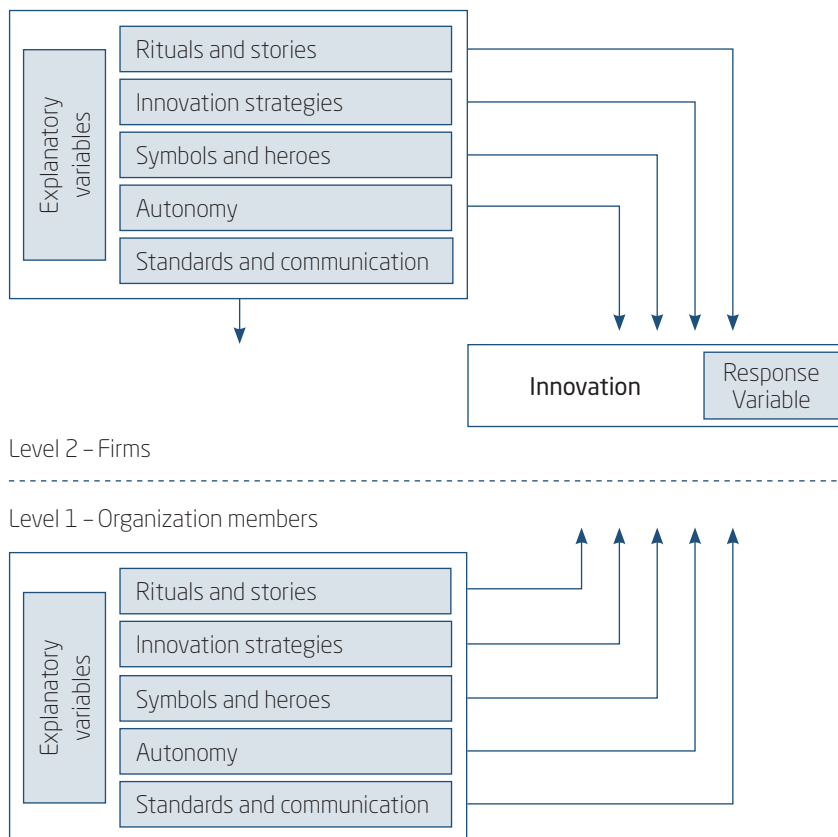 Explanatory
variables
Rituals and stories
Innovation strategies
Symbols and heroes
Autonomy
Standards and communication
Innovation
Response
Variable
Level 2 – Firms
Level 1 – Organization members
Explanatory
variables
Rituals and stories
Innovation strategies
Symbols and heroes
Autonomy
Standards and communication